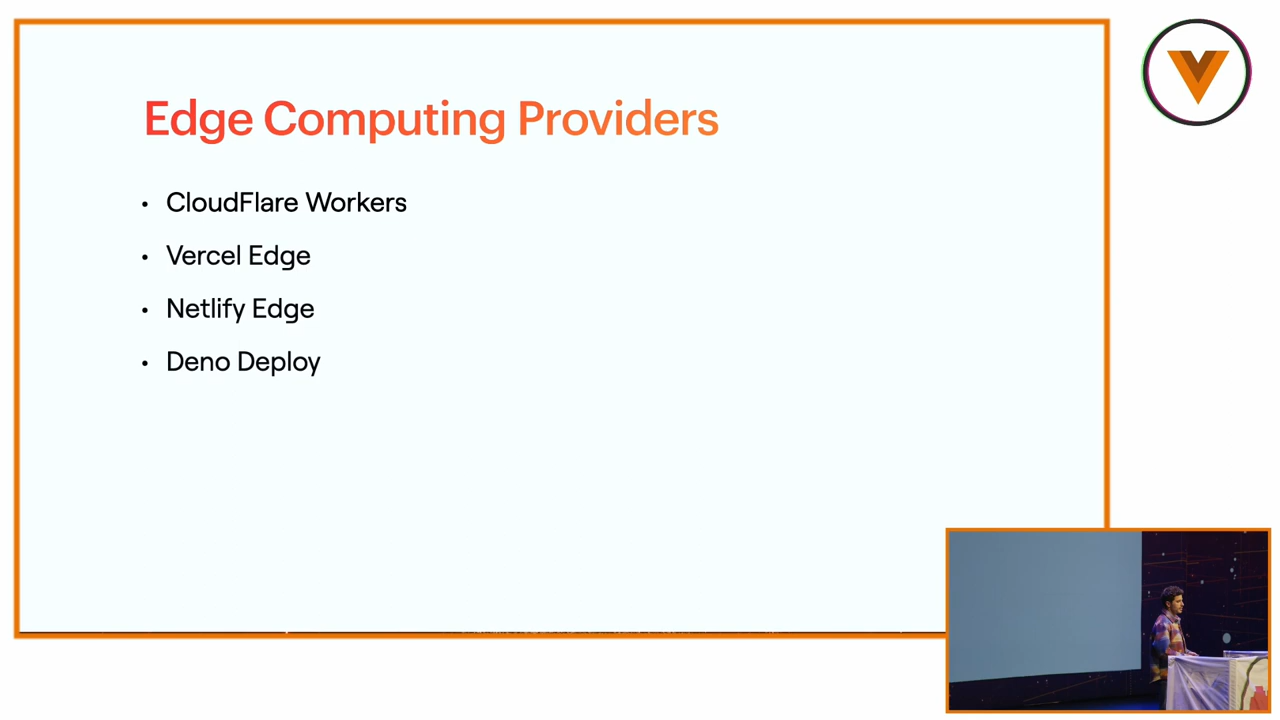 Edge Computing Providers
• CloudFlare Workers
• Vercel Edge
• Netlify Edge
• Deno Deploy